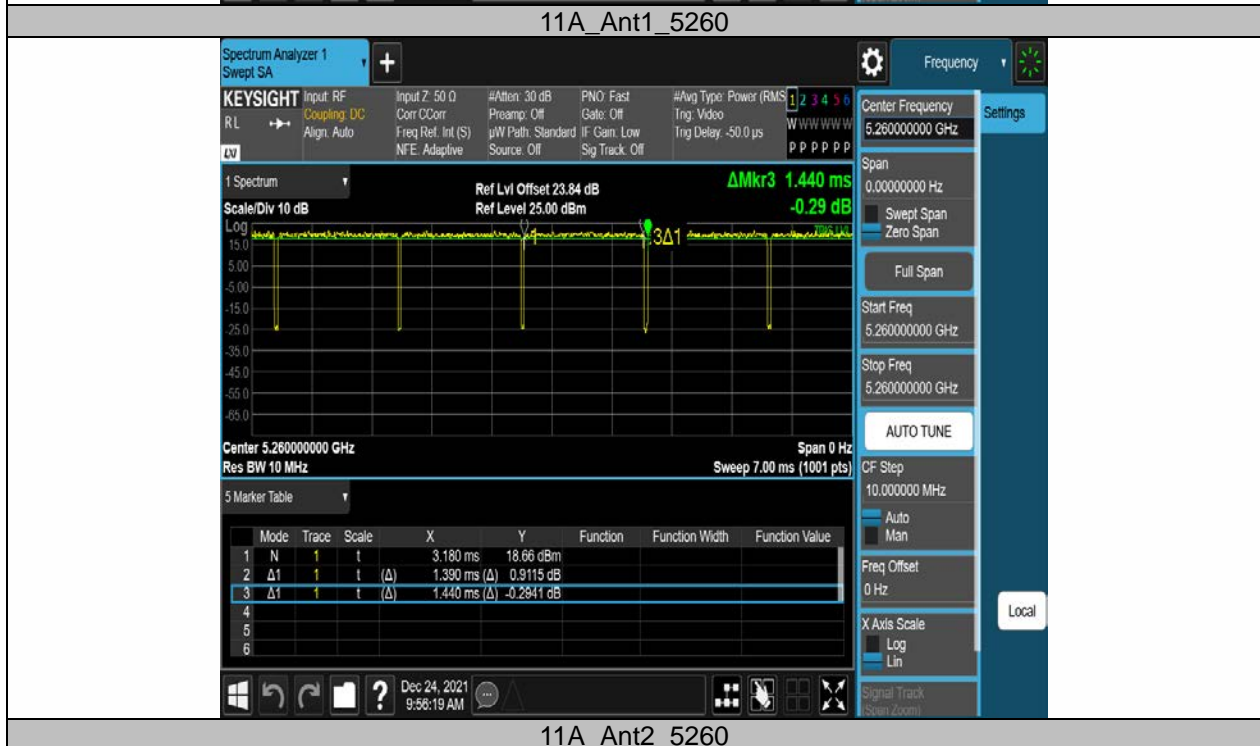 11A_Ant1_5260
Spectrum Analyzer 1
Swept SA
+
Frequency
KEYSIGHT
RL
LXI
Input: RF
Coupling: DC
Align: Auto
Input Z: 50 Ω
Corr CCorr
Freq Ref: Int (S)
NFE: Adaptive
#Atten: 30 dB
Preamp: Off
µW Path: Standard
Source: Off
PNO: Fast
Gate: Off
IF Gain: Low
Sig Track: Off
#Avg Type: Power (RMS
Trig: Video
Trig Delay: -50.0 µs
1 2 3 4 5 6
W W W W W W
P P P P P P
1 Spectrum
Scale/Div 10 dB
Ref Lvl Offset 23.84 dB
Ref Level 25.00 dBm
ΔMkr3 1.440 ms
-0.29 dB
Log
15.0
5.00
-5.00
-15.0
-25.0
-35.0
-45.0
-55.0
-65.0
1
3Δ1
TRIG LVL
Center 5.260000000 GHz
Res BW 10 MHz
Span 0 Hz
Sweep 7.00 ms (1001 pts)
5 Marker Table
Mode Trace Scale X Y Function Function Width Function Value
1 N 1 t 3.180 ms 18.66 dBm
2 Δ1 1 t (Δ) 1.390 ms (Δ) 0.9115 dB
3 Δ1 1 t (Δ) 1.440 ms (Δ) -0.2941 dB
4
5
6
Dec 24, 2021
9:56:19 AM
?
Center Frequency
5.260000000 GHz
Settings
Span
0.00000000 Hz
Swept Span
Zero Span
Full Span
Start Freq
5.260000000 GHz
Stop Freq
5.260000000 GHz
AUTO TUNE
CF Step
10.000000 MHz
Auto
Man
Freq Offset
0 Hz
X Axis Scale
Log
Lin
Local
Signal Track
(Span Zoom)
11A_Ant2_5260